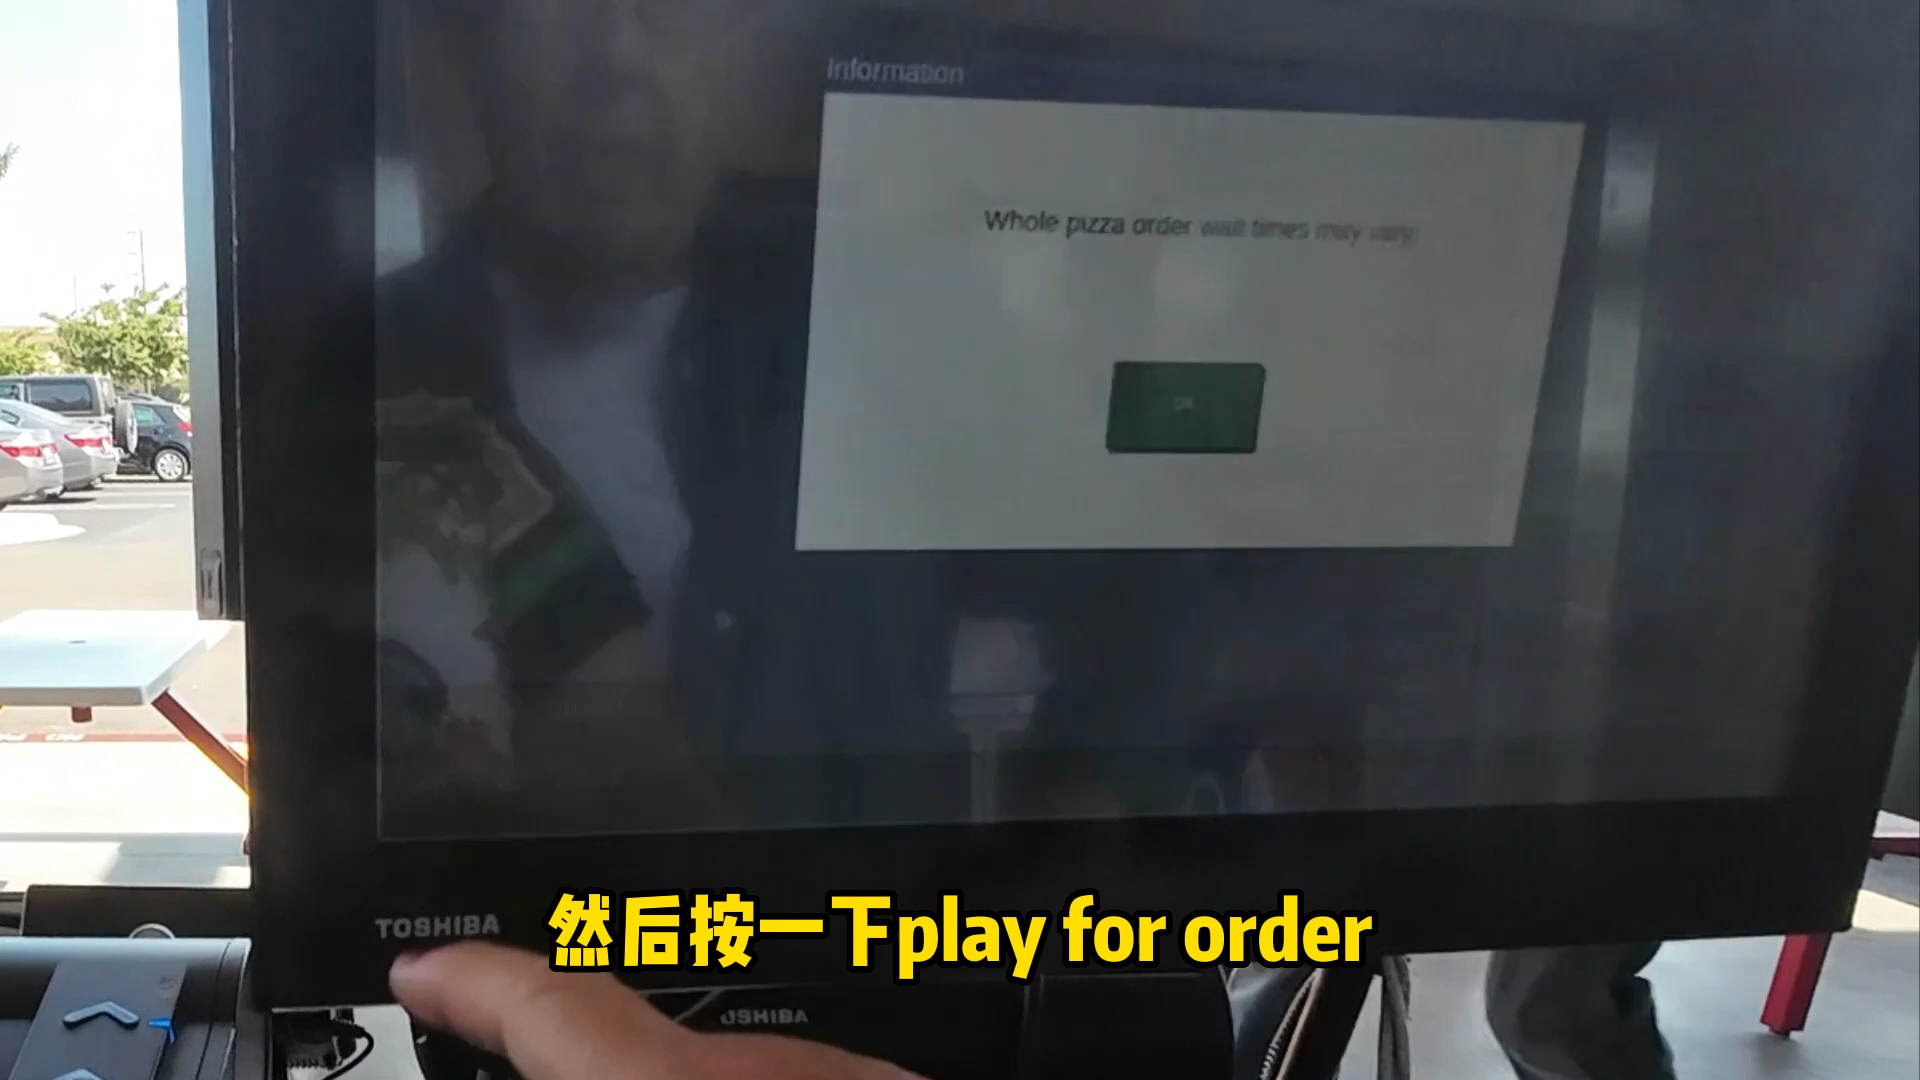 Information
Whole pizza order wait times may vary
OK
TOSHIBA
然后按一下play for order
TOSHIBA